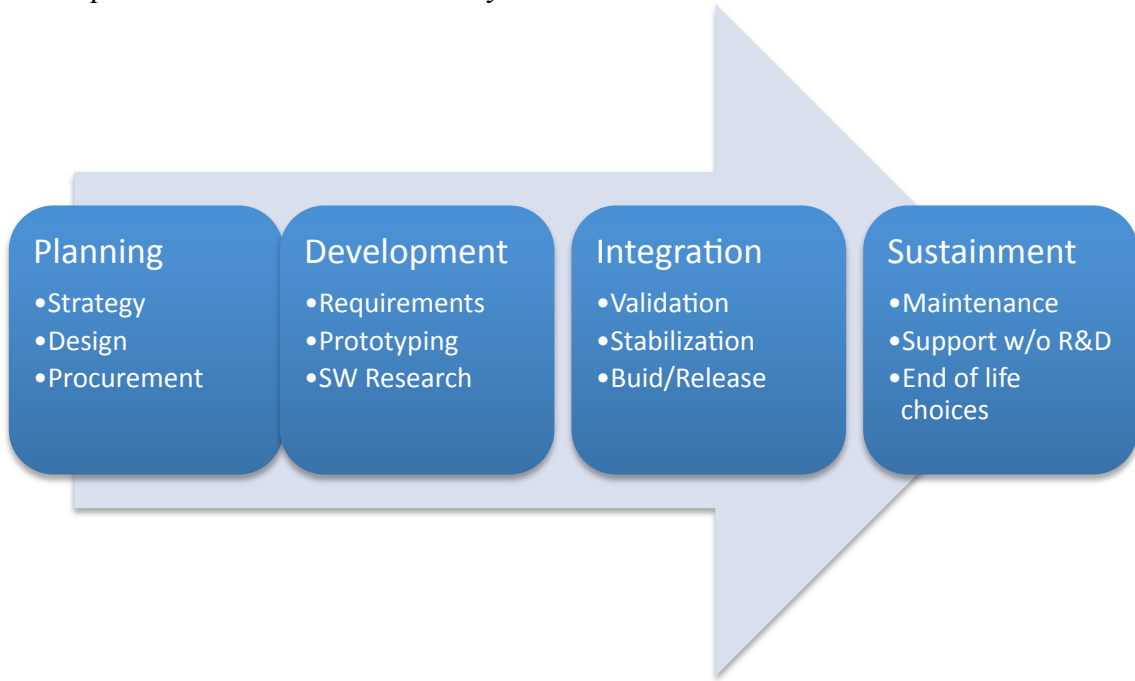 Planning
•Strategy
•Design
•Procurement
Development
•Requirements
•Prototyping
•SW Research
Integration
•Validation
•Stabilization
•Buid/Release
Sustainment
•Maintenance
•Support w/o R&D
•End of life
choices